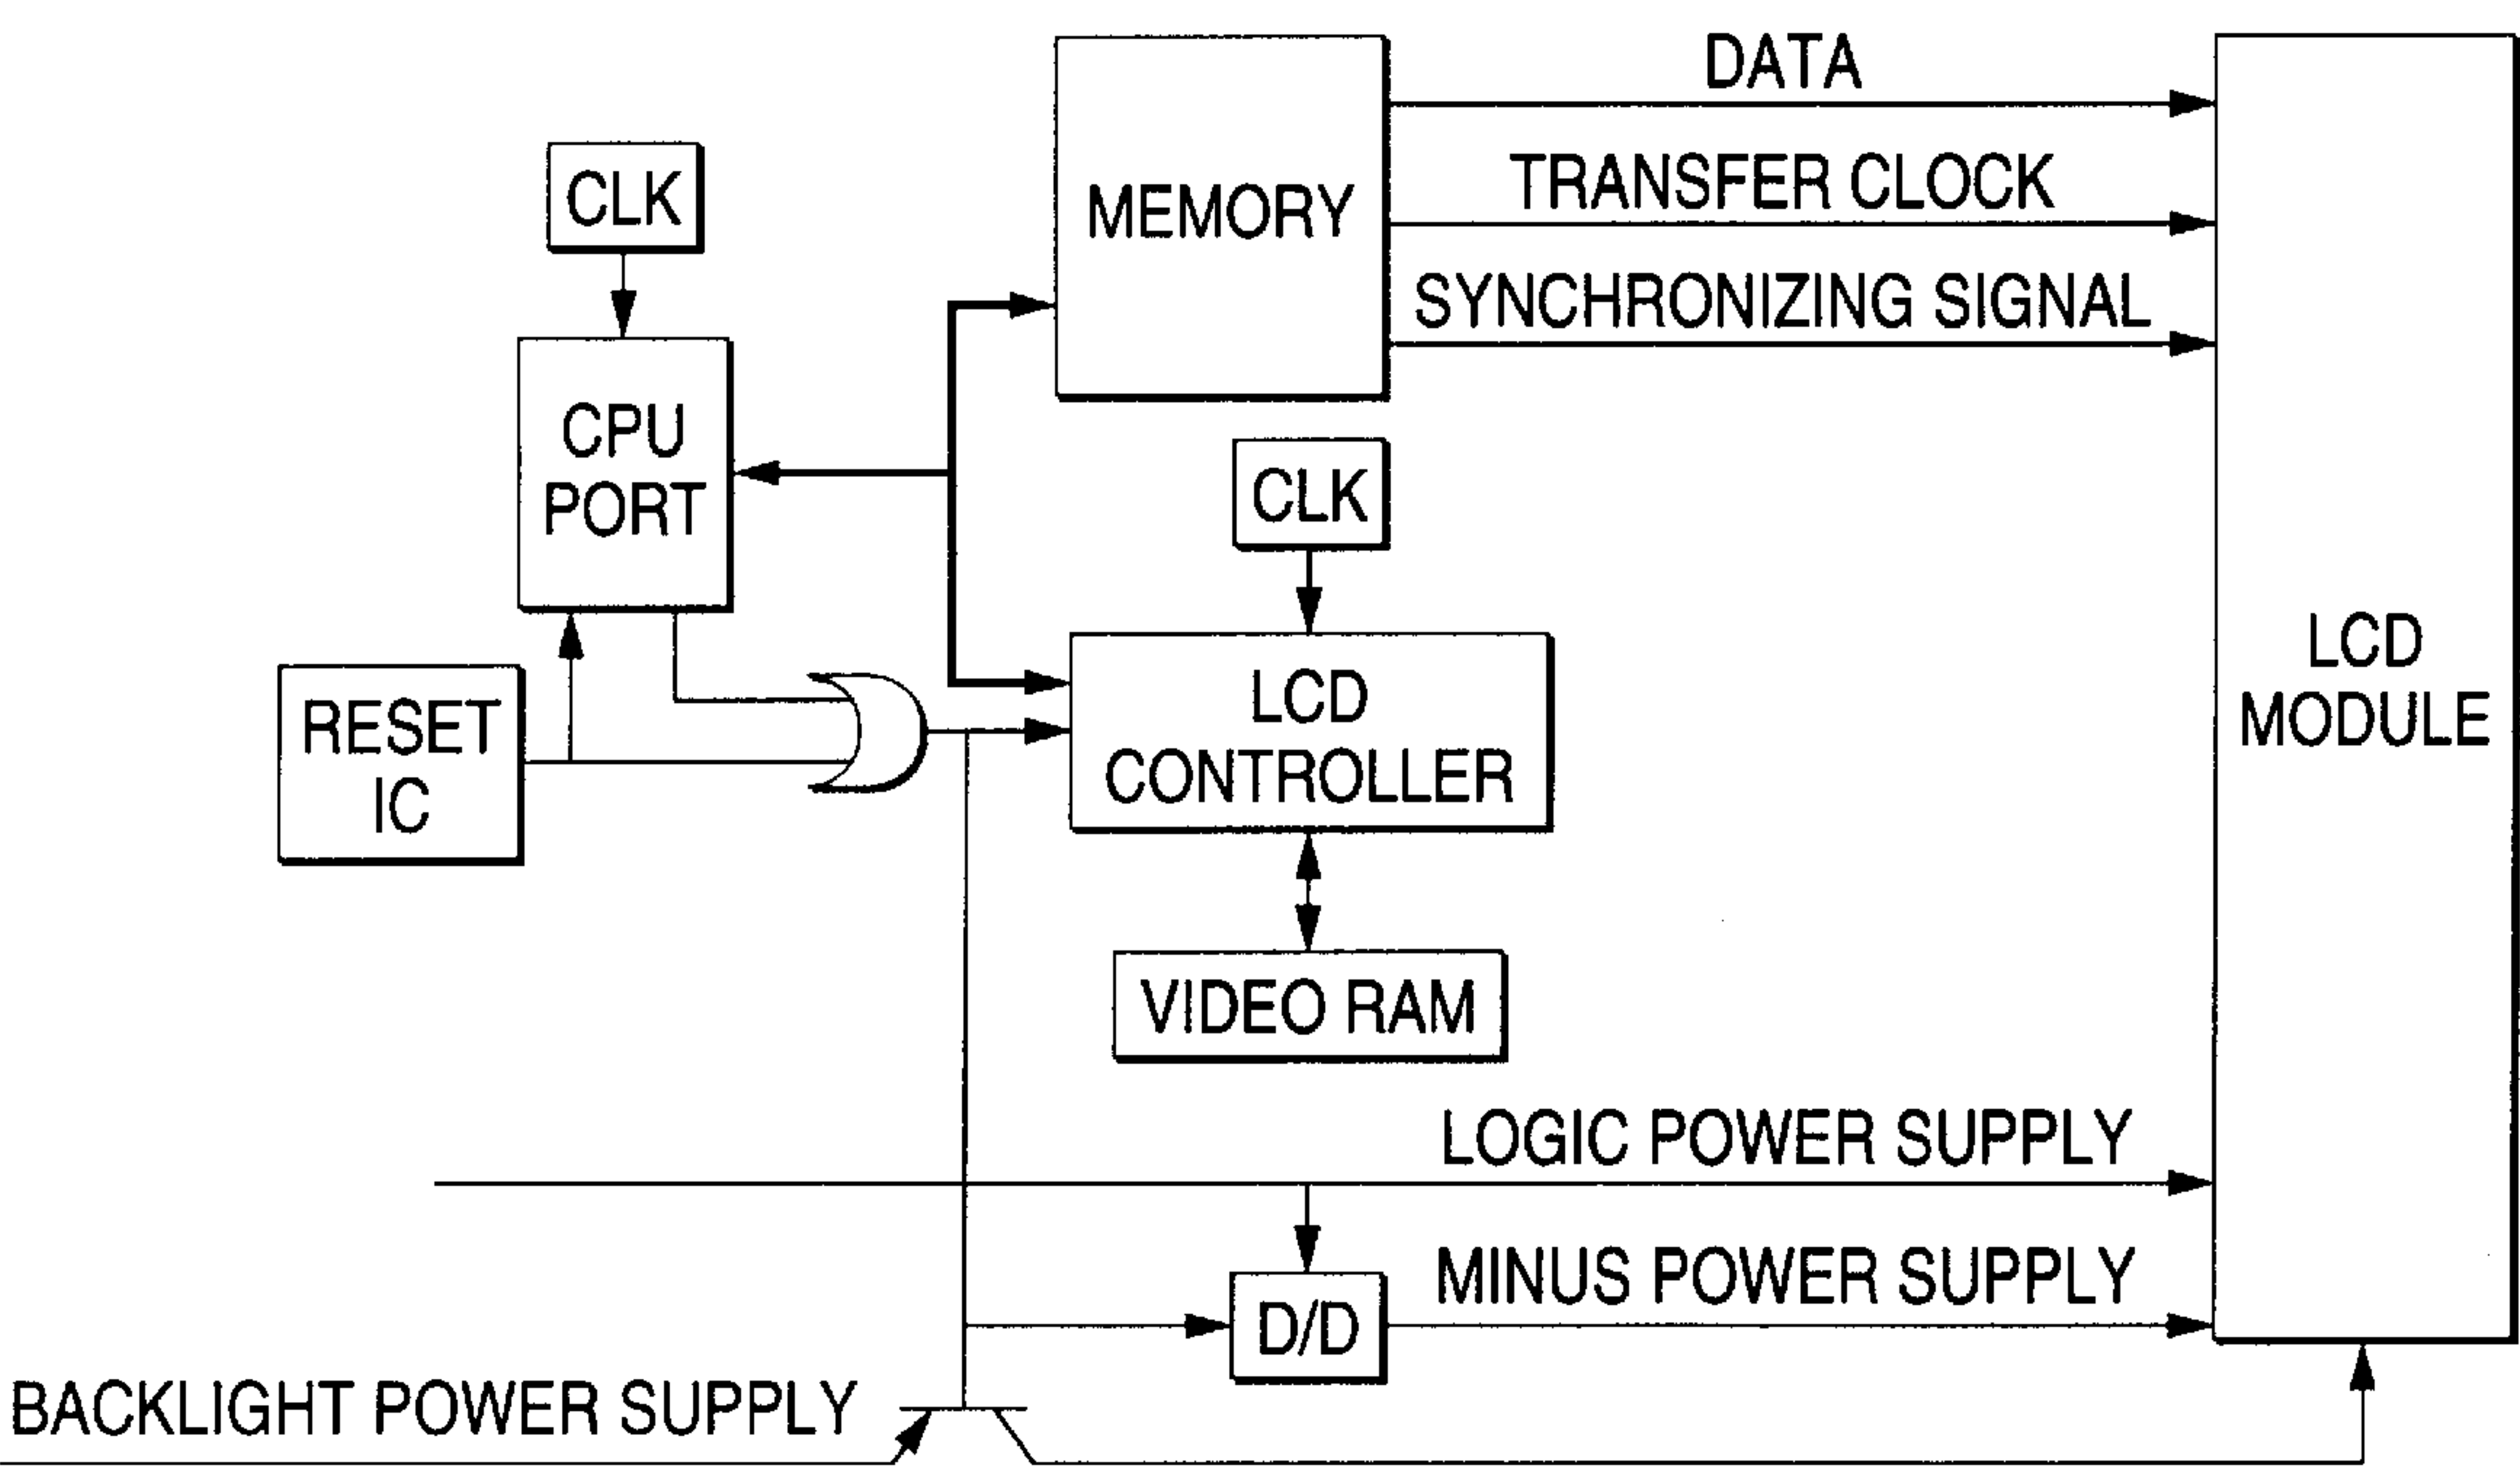 DATA
TRANSFER CLOCK
SYNCHRONIZING SIGNAL
MEMORY
CLK
CPU
PORT
CLK
RESET
IC
LCD
CONTROLLER
LCD
MODULE
VIDEO RAM
LOGIC POWER SUPPLY
MINUS POWER SUPPLY
D/D
BACKLIGHT POWER SUPPLY